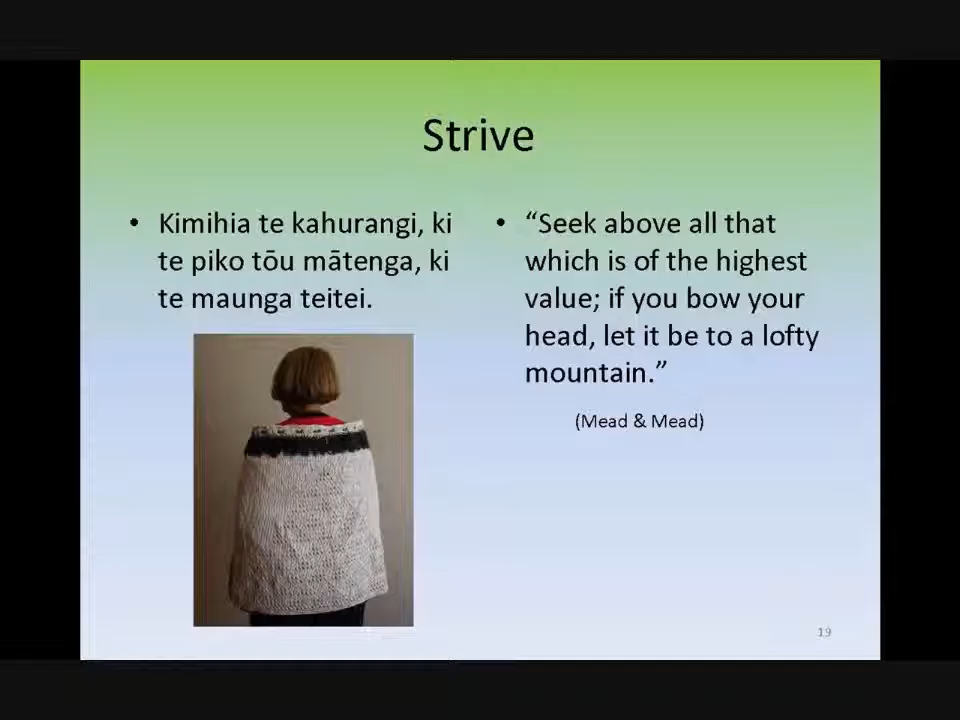 Strive
• Kimihia te kahurangi, ki
te piko tōu mātenga, ki
te maunga teitei.
• “Seek above all that
which is of the highest
value; if you bow your
head, let it be to a lofty
mountain.”
(Mead & Mead)
19